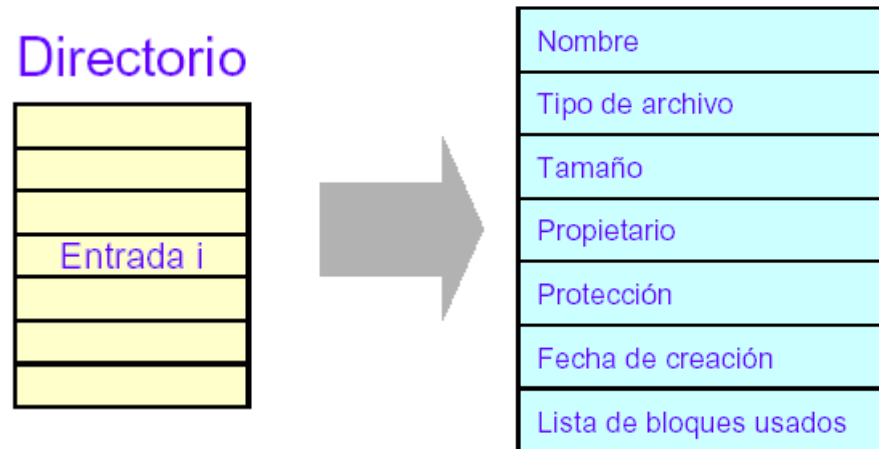 Directorio
Entrada i
Nombre
Tipo de archivo
Tamaño
Propietario
Protección
Fecha de creación
Lista de bloques usados